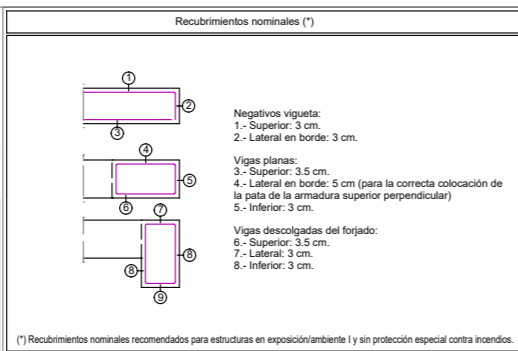 Recubrimientos nominales (*)
1
2
3
Negativos vigueta:
1.- Superior: 3 cm.
2.- Lateral en borde: 3 cm.
4
5
6
Vigas planas:
3.- Superior: 3.5 cm.
4.- Lateral en borde: 5 cm (para la correcta colocación de
la pata de la armadura superior perpendicular)
5.- Inferior: 3 cm.
7
8
8
9
Vigas descolgadas del forjado:
6.- Superior: 3.5 cm.
7.- Lateral: 3 cm.
8.- Inferior: 3 cm.
(*) Recubrimientos nominales recomendados para estructuras en exposición/ambiente I y sin protección especial contra incendios.